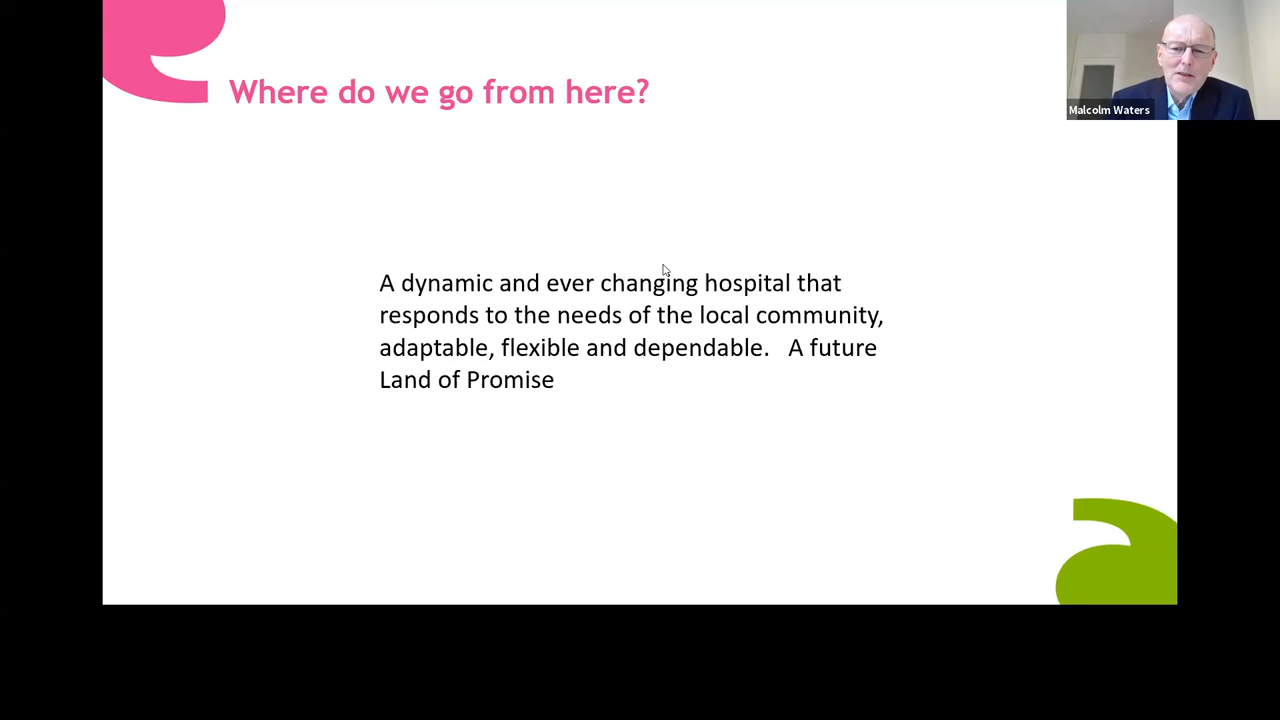 Where do we go from here?
Malcolm Waters
A dynamic and ever changing hospital that
responds to the needs of the local community,
adaptable, flexible and dependable.   A future
Land of Promise